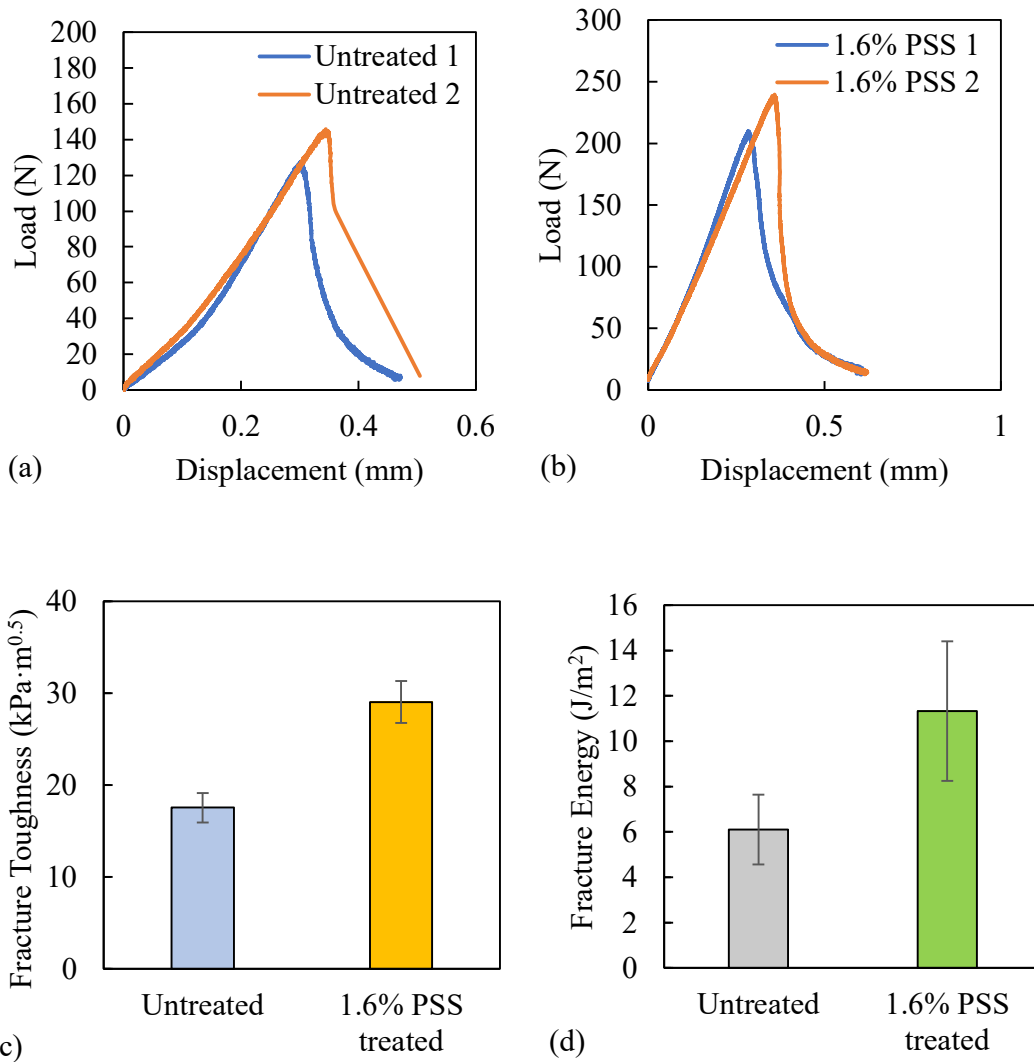 200
180
160
140
120
100
80
60
40
20
0
Load (N)
Untreated 1
Untreated 2
0 0.2 0.4 0.6
Displacement (mm)
(a)
300
250
200
150
100
50
0
Load (N)
1.6% PSS 1
1.6% PSS 2
0 0.5 1
Displacement (mm)
(b)
40
30
20
10
0
Fracture Toughness (kPa·m^0.5)
Untreated
1.6% PSS
treated
c)
16
14
12
10
8
6
4
2
0
Fracture Energy (J/m²)
Untreated
1.6% PSS
treated
(d)